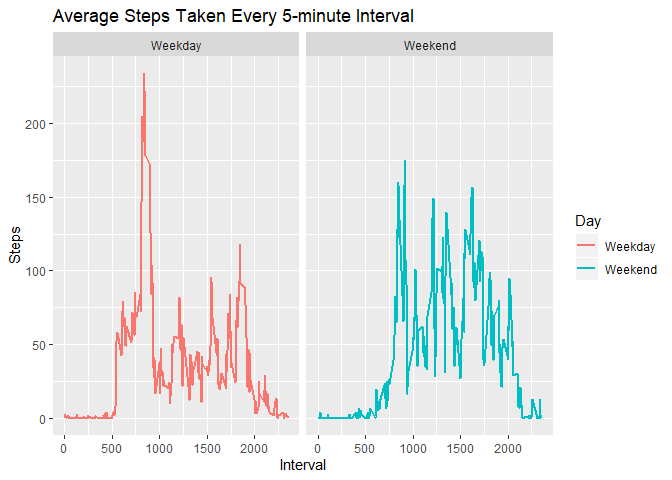 Average Steps Taken Every 5-minute Interval
Weekday
Weekend
200
150
100
50
0
Steps
0 500 1000 1500 2000
0 500 1000 1500 2000
Interval
Day
Weekday
Weekend